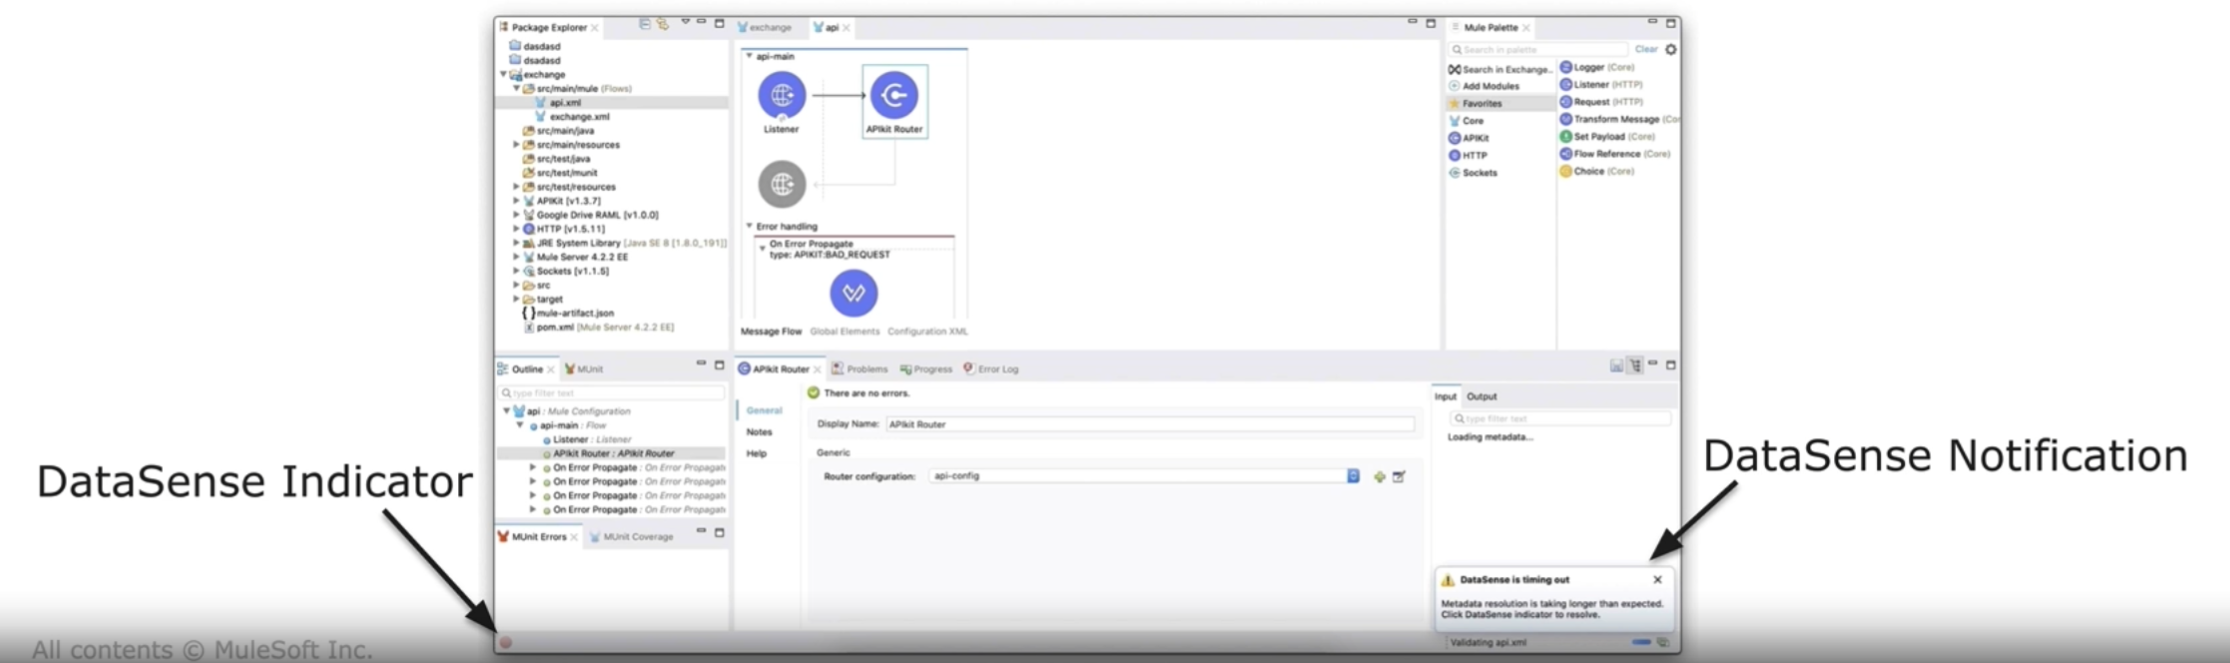 Package Explorer
dasdasd
dsadasd
exchange
src/main/mule (Flows)
api.xml
exchange.xml
src/main/java
src/main/resources
src/test/java
src/test/munit
src/test/resources
APIKit [v1.3.7]
Google Drive RAML [v1.0.0]
HTTP [v1.5.11]
JRE System Library [Java SE 8 [1.8.0_191]]
Mule Server 4.2.2 EE
Sockets [v1.1.5]
src
target
mule-artifact.json
pom.xml [Mule Server 4.2.2 EE]
exchange
api
api-main
Listener
APIkit Router
Error handling
On Error Propagate
type: APIKIT:BAD_REQUEST
Message Flow Global Elements Configuration XML
Mule Palette
Search in palette
Clear
Search in Exchange..
Add Modules
Favorites
Core
APIKit
HTTP
Sockets
Logger (Core)
Listener (HTTP)
Request (HTTP)
Transform Message (Cor
Set Payload (Core)
Flow Reference (Core)
Choice (Core)
Outline
MUnit
type filter text
api : Mule Configuration
api-main : Flow
Listener : Listener
APIkit Router : APIkit Router
On Error Propagate : On Error Propagate
On Error Propagate : On Error Propagate
On Error Propagate : On Error Propagate
On Error Propagate : On Error Propagate
MUnit Errors
MUnit Coverage
APIkit Router
Problems
Progress
Error Log
There are no errors.
General
Notes
Help
Display Name: APIkit Router
Generic
Router configuration: api-config
Input Output
type filter text
Loading metadata...
DataSense is timing out
Metadata resolution is taking longer than expected.
Click DataSense indicator to resolve.
Validating api.xml
DataSense Indicator
DataSense Notification
All contents © MuleSoft Inc.